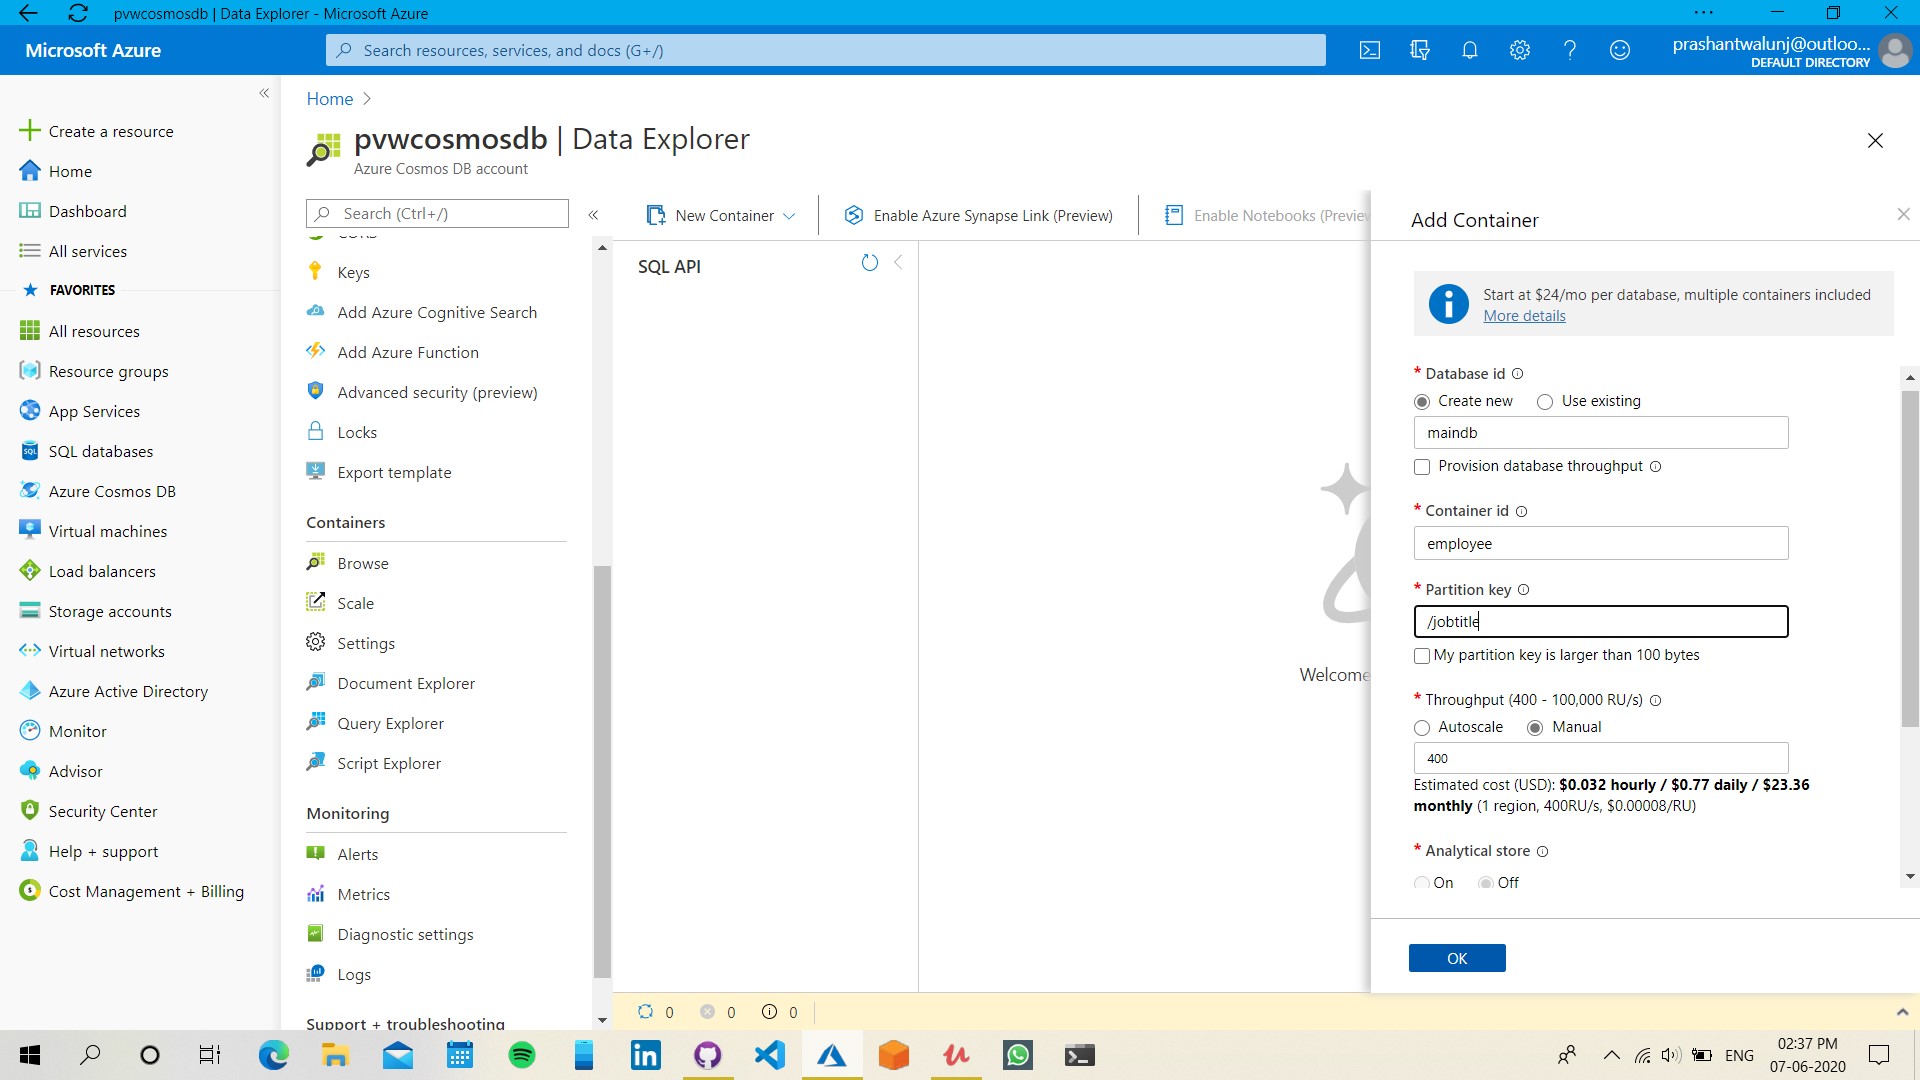 pvwcosmosdb | Data Explorer - Microsoft Azure
Microsoft Azure
Search resources, services, and docs (G+/)
prashantwalunj@outloo...
DEFAULT DIRECTORY
Create a resource
Home
Dashboard
All services
FAVORITES
All resources
Resource groups
App Services
SQL databases
Azure Cosmos DB
Virtual machines
Load balancers
Storage accounts
Virtual networks
Azure Active Directory
Monitor
Advisor
Security Center
Help + support
Cost Management + Billing
Home >
pvwcosmosdb | Data Explorer
Azure Cosmos DB account
Search (Ctrl+/)
CORS
Keys
Add Azure Cognitive Search
Add Azure Function
Advanced security (preview)
Locks
Export template
Containers
Browse
Scale
Settings
Document Explorer
Query Explorer
Script Explorer
Monitoring
Alerts
Metrics
Diagnostic settings
Logs
Support + troubleshooting
New Container
Enable Azure Synapse Link (Preview)
Enable Notebooks (Previe
SQL API
Welcome
0 0 0
Add Container
Start at $24/mo per database, multiple containers included
More details
* Database id
Create new Use existing
maindb
Provision database throughput
* Container id
employee
* Partition key
/jobtitle
My partition key is larger than 100 bytes
* Throughput (400 - 100,000 RU/s)
Autoscale Manual
400
Estimated cost (USD): $0.032 hourly / $0.77 daily / $23.36
monthly (1 region, 400RU/s, $0.00008/RU)
* Analytical store
On Off
OK
ENG
02:37 PM
07-06-2020